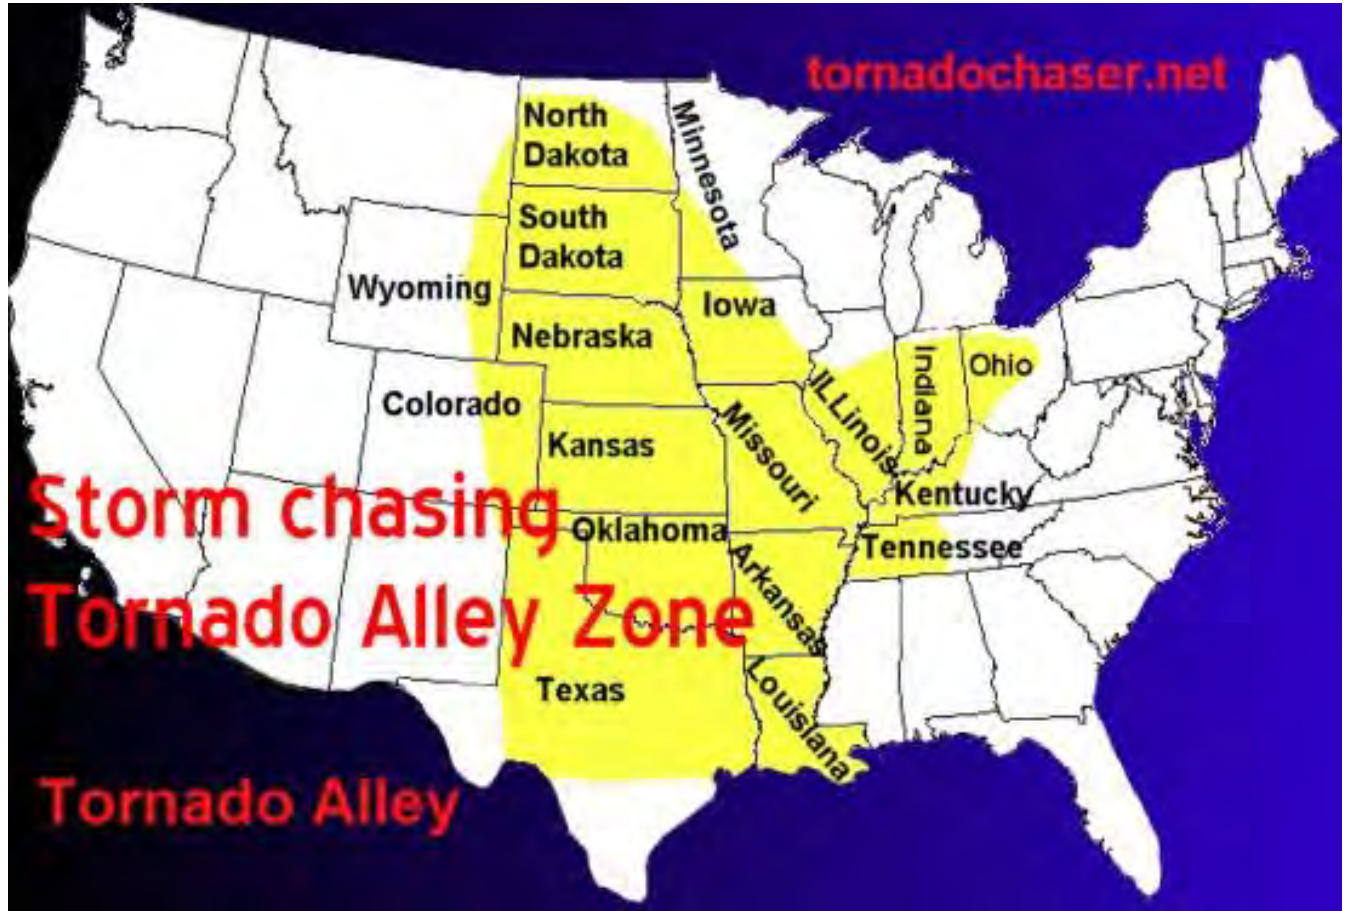 tornadochaser.net
North
Dakota
Minnesota
South
Dakota
Wyoming
Iowa
Nebraska
Indiana
Ohio
Colorado
ILLinois
Missouri
Kansas
Kentucky
Storm chasing
Oklahoma
Tennessee
Arkansas
Tornado Alley Zone
Texas
Louisiana
Tornado Alley